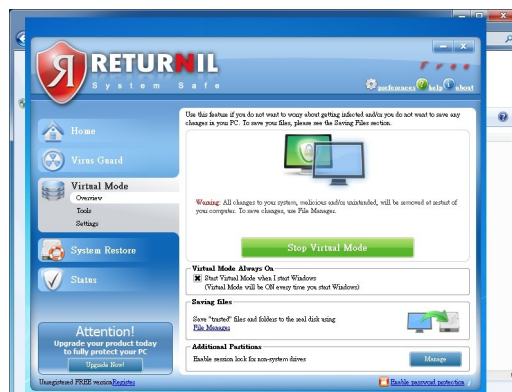 RETURNIL
System Safe
Free
preferences help about
Home
Virus Guard
Virtual Mode
Overview
Tools
Settings
System Restore
Status
Attention!
Upgrade your product today
to fully protect your PC
Upgrade Now!
Unregistered FREE version Register
Use this feature if you do not want to worry about getting infected and/or you do not want to save any
changes in your PC. To save your files, please see the Saving Files section.
Warning: All changes to your system, malicious and/or unintended, will be removed at restart of
your computer. To save changes, use File Manager.
Stop Virtual Mode
Virtual Mode Always On
Start Virtual Mode when I start Windows
(Virtual Mode will be ON every time you start Windows)
Saving files
Save "trusted" files and folders to the real disk using
File Manager
Additional Partitions
Enable session lock for non-system drives
Manage
Enable password protection